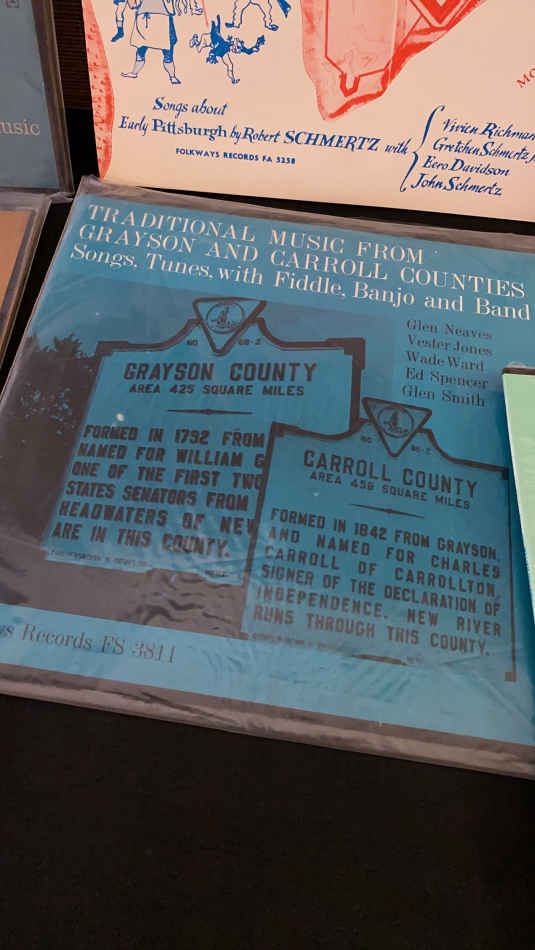 usic
Songs about
Early Pittsburgh by Robert SCHMERTZ with
FOLKWAYS RECORDS FA 5258
Vivien Richman
Gretchen Schmertz
Eero Davidson
John Schmertz
MO
TRADITIONAL MUSIC FROM
GRAYSON AND CARROLL COUNTIES
Songs, Tunes, with Fiddle, Banjo and Band
Glen Neaves
Vester Jones
Wade Ward
Ed Spencer
Glen Smith
NO
GRAYSON COUNTY
AREA 425 SQUARE MILES
FORMED IN 1792 FROM
NAMED FOR WILLIAM G
ONE OF THE FIRST TWO
STATES SENATORS FROM
HEADWATERS OF NEW
ARE IN THIS COUNTY.
NO
CARROLL COUNTY
AREA 458 SQUARE MILES
FORMED IN 1842 FROM GRAYSON,
AND NAMED FOR CHARLES
CARROLL OF CARROLLTON,
SIGNER OF THE DECLARATION OF
INDEPENDENCE. NEW RIVER
RUNS THROUGH THIS COUNTY.
s Records FS 3811